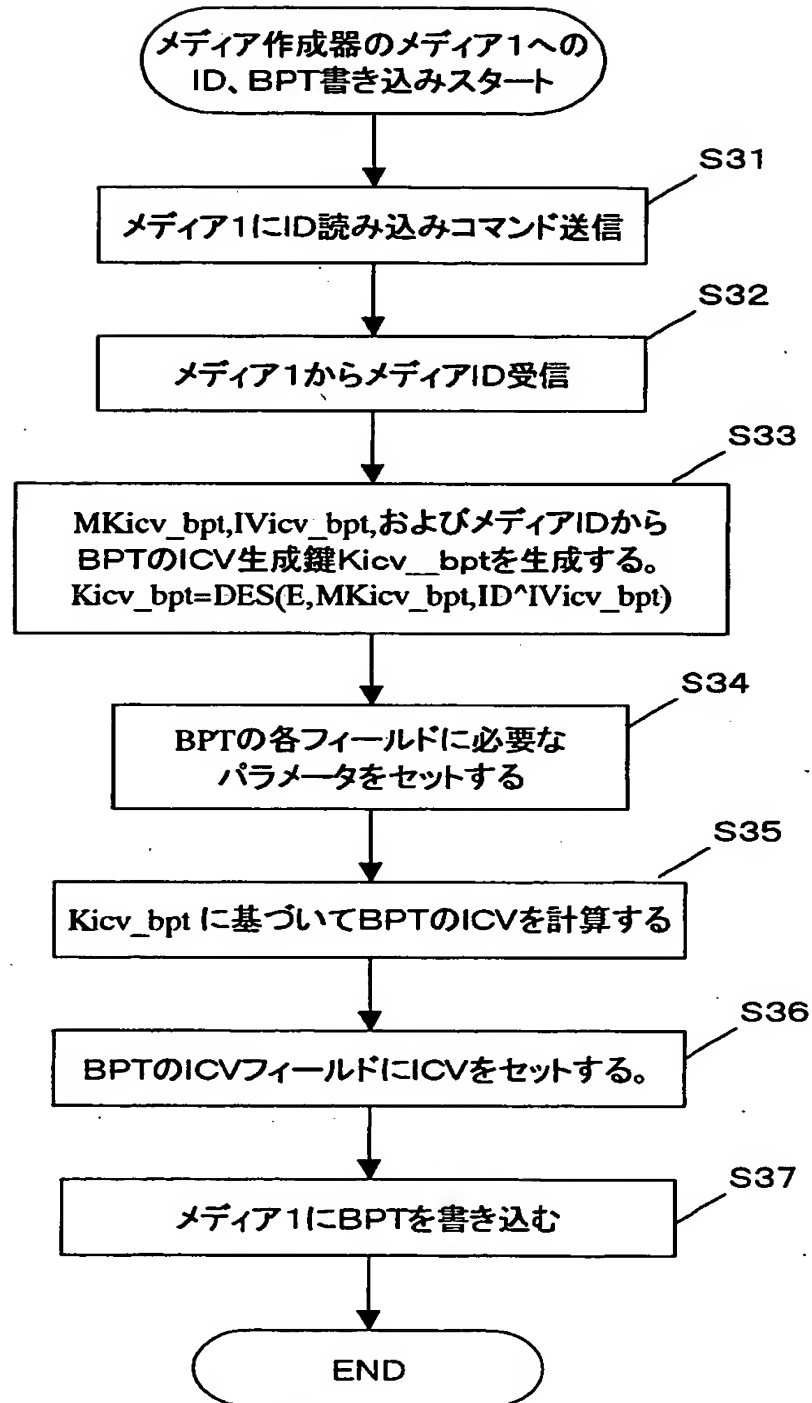 メディア作成器のメディア1への
ID、BPT書き込みスタート
S31
メディア1にID読み込みコマンド送信
S32
メディア1からメディアID受信
S33
MKicv_bpt,IVicv_bpt,およびメディアIDから
BPTのICV生成鍵Kicv__bptを生成する。
Kicv_bpt=DES(E,MKicv_bpt,ID^IVicv_bpt)
S34
BPTの各フィールドに必要な
パラメータをセットする
S35
Kicv_bpt に基づいてBPTのICVを計算する
S36
BPTのICVフィールドにICVをセットする。
S37
メディア1にBPTを書き込む
END